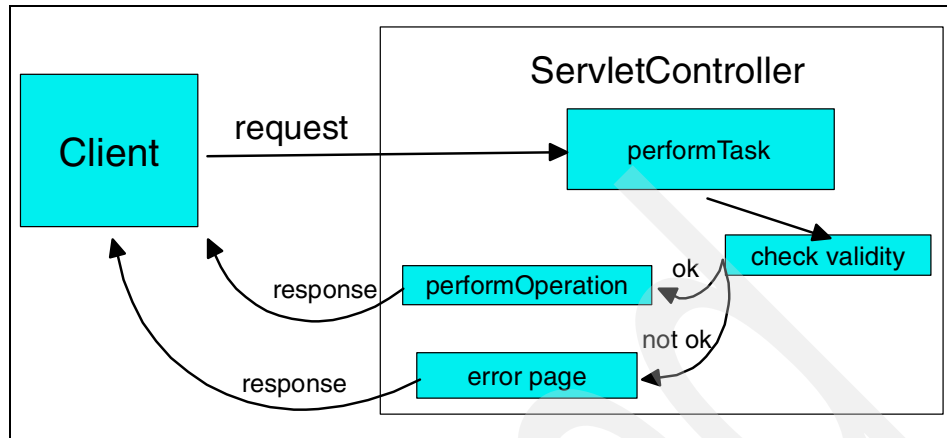 ServletController
Client
request
performTask
check validity
ok
performOperation
response
not ok
error page
response